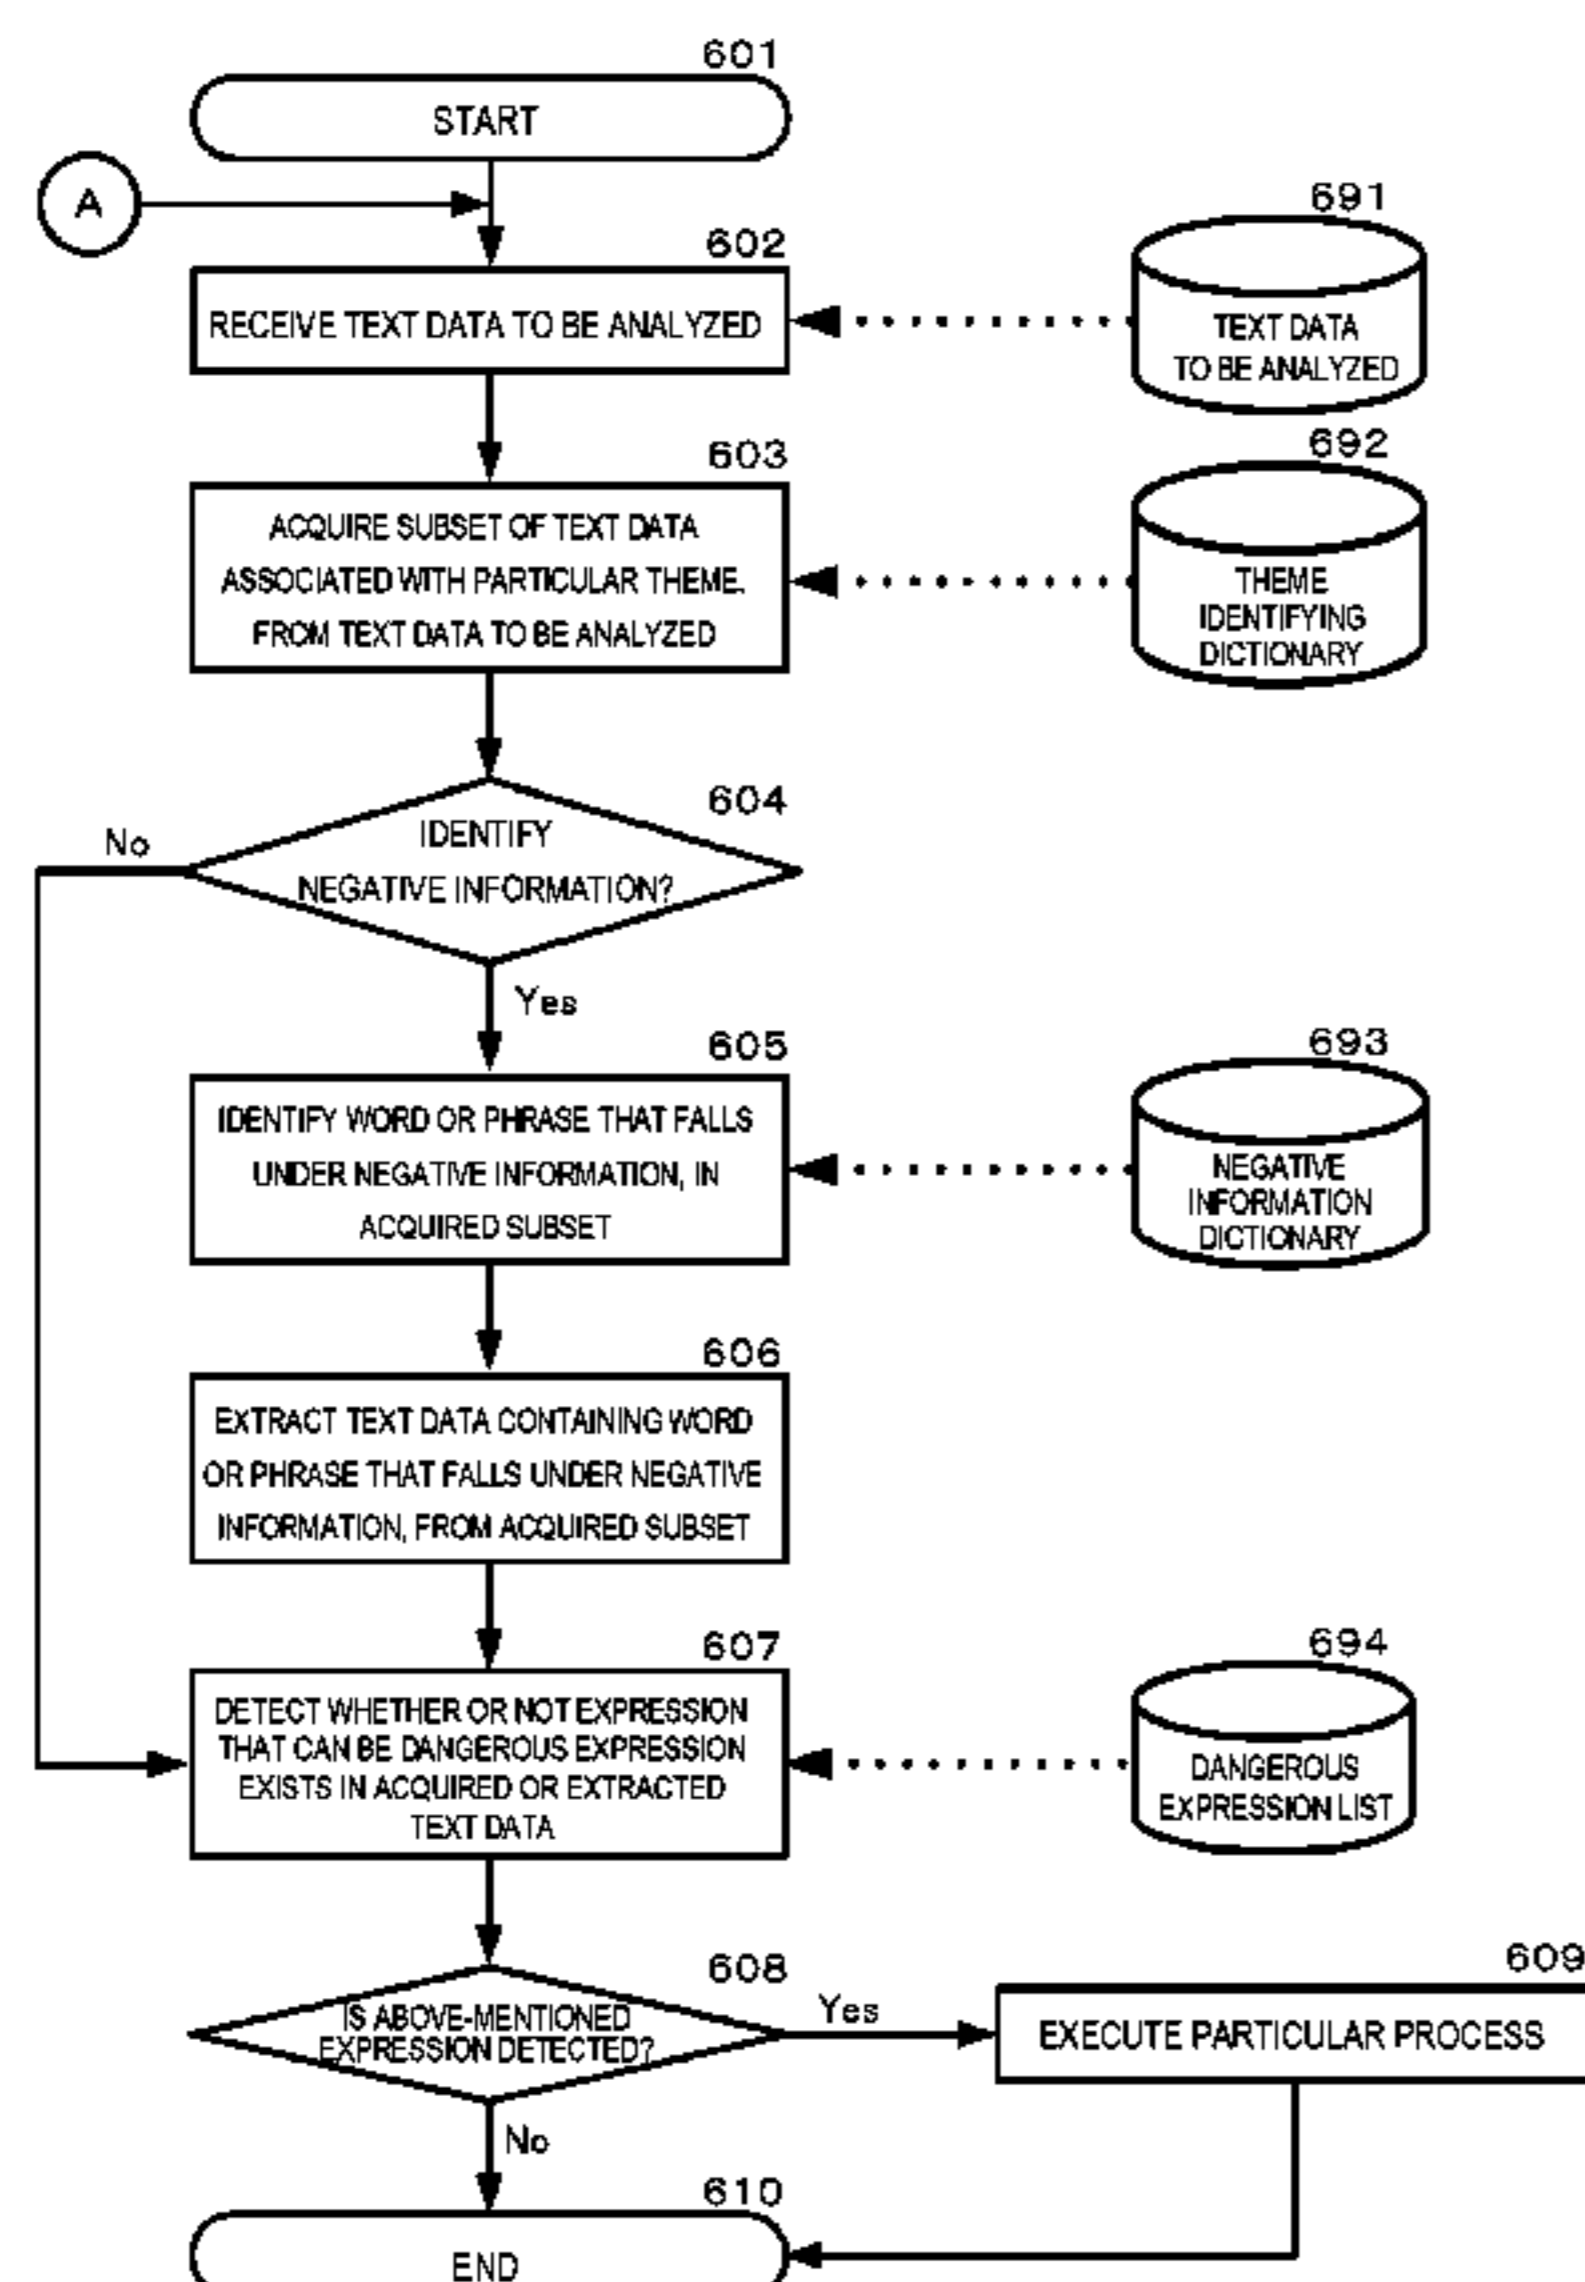 601
START
A
691
602
RECEIVE TEXT DATA TO BE ANALYZED
TEXT DATA
TO BE ANALYZED
692
603
ACQUIRE SUBSET OF TEXT DATA
ASSOCIATED WITH PARTICULAR THEME,
FROM TEXT DATA TO BE ANALYZED
THEME
IDENTIFYING
DICTIONARY
604
No
IDENTIFY
NEGATIVE INFORMATION?
Yes
693
605
IDENTIFY WORD OR PHRASE THAT FALLS
UNDER NEGATIVE INFORMATION, IN
ACQUIRED SUBSET
NEGATIVE
INFORMATION
DICTIONARY
606
EXTRACT TEXT DATA CONTAINING WORD
OR PHRASE THAT FALLS UNDER NEGATIVE
INFORMATION, FROM ACQUIRED SUBSET
694
607
DETECT WHETHER OR NOT EXPRESSION
THAT CAN BE DANGEROUS EXPRESSION
EXISTS IN ACQUIRED OR EXTRACTED
TEXT DATA
DANGEROUS
EXPRESSION LIST
609
608
IS ABOVE-MENTIONED
EXPRESSION DETECTED?
Yes
EXECUTE PARTICULAR PROCESS
No
610
END